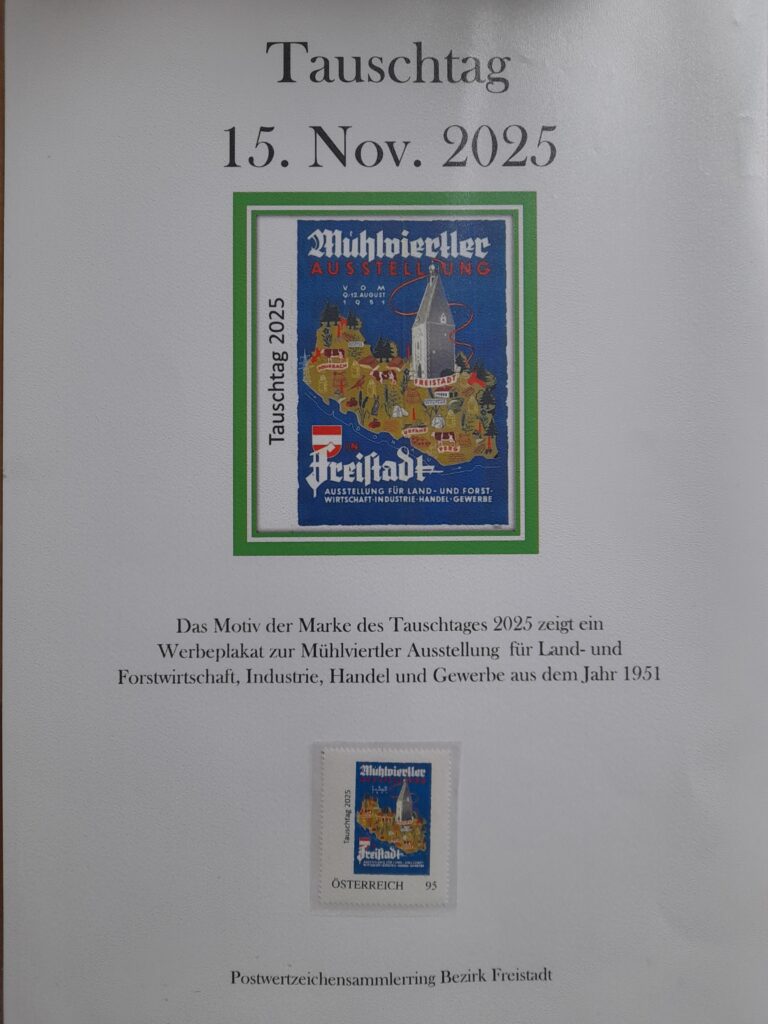 Tauschtag
15. Nov. 2025
Mühlviertler
AUSSTELLUNG
VOM
9.-12. AUGUST
1951
Tauschtag 2025
FREISTADT
PERG
IN
Freistadt
AUSSTELLUNG FÜR LAND- UND FORST-
WIRTSCHAFT·INDUSTRIE·HANDEL·GEWERBE
Das Motiv der Marke des Tauschtages 2025 zeigt ein
Werbeplakat zur Mühlviertler Ausstellung für Land- und
Forstwirtschaft, Industrie, Handel und Gewerbe aus dem Jahr 1951
Mühlviertler
Tauschtag 2025
Freistadt
ÖSTERREICH 95
Postwertzeichensammlerring Bezirk Freistadt